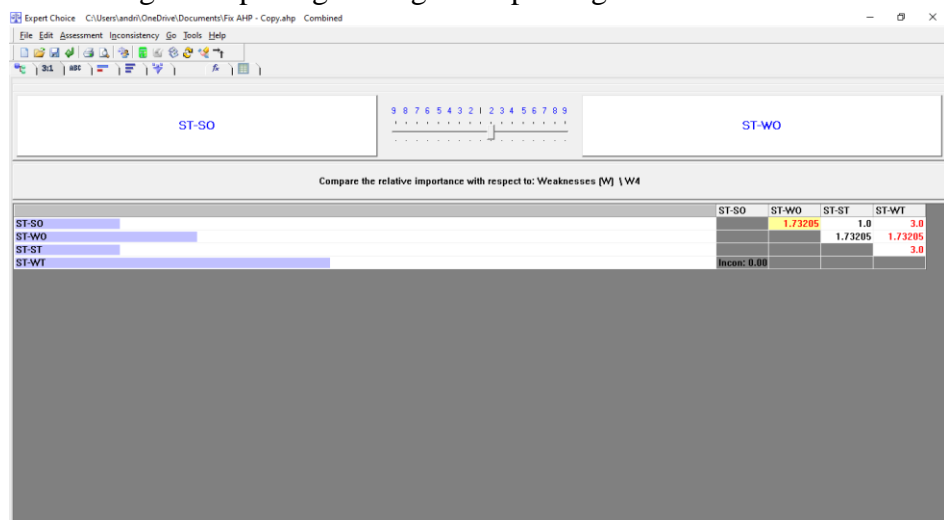 Expert Choice C:\Users\andri\OneDrive\Documents\Fix AHP - Copy.ahp Combined
File Edit Assessment Inconsistency Go Tools Help
3:1 ABC
ST-SO
9 8 7 6 5 4 3 2 1 2 3 4 5 6 7 8 9
ST-WO
Compare the relative importance with respect to: Weaknesses (W) \ W4
ST-SO ST-WO ST-ST ST-WT
ST-SO 1.73205 1.0 3.0
ST-WO 1.73205 1.73205
ST-ST 3.0
ST-WT Incon: 0.00